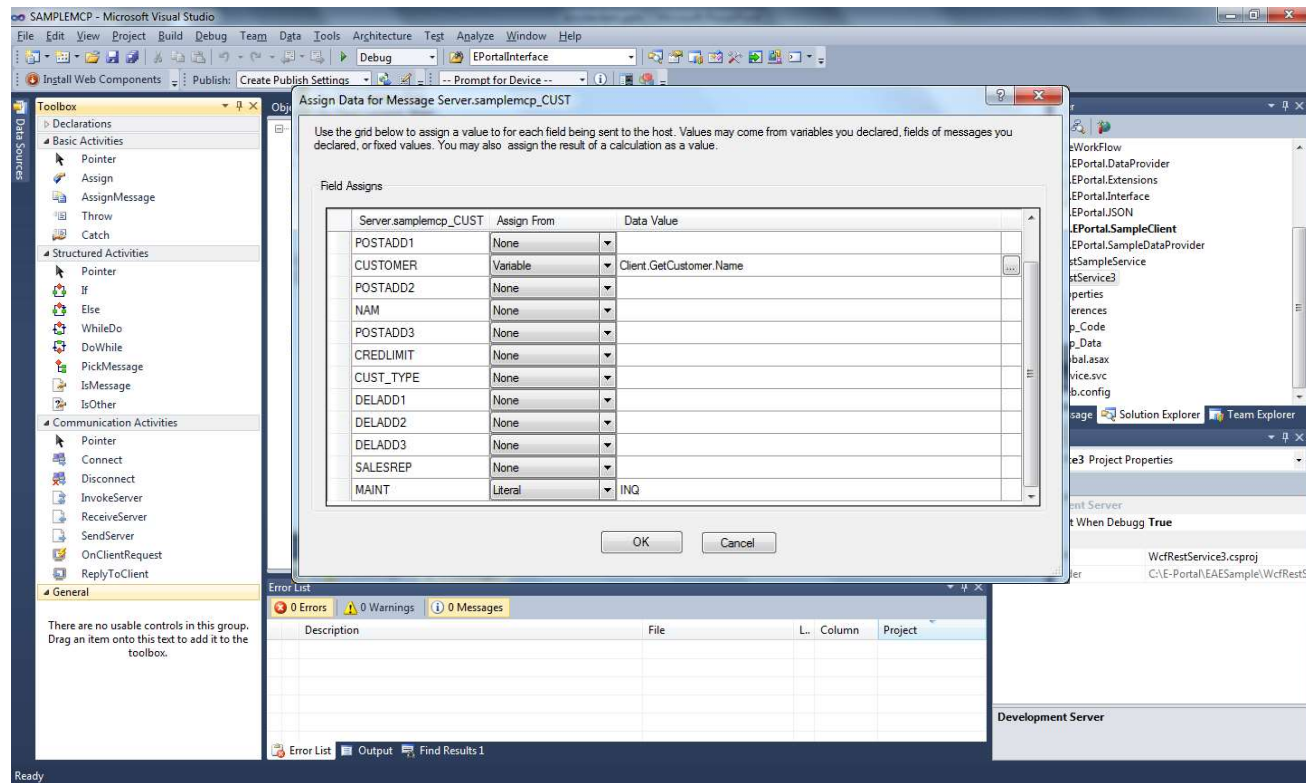 SAMPLEMCP - Microsoft Visual Studio
File Edit View Project Build Debug Team Data Tools Architecture Test Analyze Window Help
Debug EPortalInterface
Install Web Components Publish: Create Publish Settings -- Prompt for Device --
Data Sources
Toolbox
Declarations
Basic Activities
Pointer
Assign
AssignMessage
Throw
Catch
Structured Activities
Pointer
If
Else
WhileDo
DoWhile
PickMessage
IsMessage
IsOther
Communication Activities
Pointer
Connect
Disconnect
InvokeServer
ReceiveServer
SendServer
OnClientRequest
ReplyToClient
General
There are no usable controls in this group.
Drag an item onto this text to add it to the
toolbox.
Obj
Assign Data for Message Server.samplemcp_CUST
Use the grid below to assign a value to for each field being sent to the host. Values may come from variables you declared, fields of messages you
declared, or fixed values. You may also assign the result of a calculation as a value.
Field Assigns
Server.samplemcp_CUST Assign From Data Value
POSTADD1 None
CUSTOMER Variable Client.GetCustomer.Name ...
POSTADD2 None
NAM None
POSTADD3 None
CREDLIMIT None
CUST_TYPE None
DELADD1 None
DELADD2 None
DELADD3 None
SALESREP None
MAINT Literal INQ
OK Cancel
r
eWorkFlow
.EPortal.DataProvider
.EPortal.Extensions
.EPortal.Interface
.EPortal.JSON
.EPortal.SampleClient
.EPortal.SampleDataProvider
stSampleService
stService3
perties
erences
p_Code
p_Data
bal.asax
vice.svc
b.config
sage Solution Explorer Team Explorer
ce3 Project Properties
ent Server
t When Debugg True
WcfRestService3.csproj
der C:\E-Portal\EAESample\WcfRestS
Development Server
Error List
0 Errors 0 Warnings 0 Messages
Description File L.. Column Project
Error List Output Find Results 1
Ready